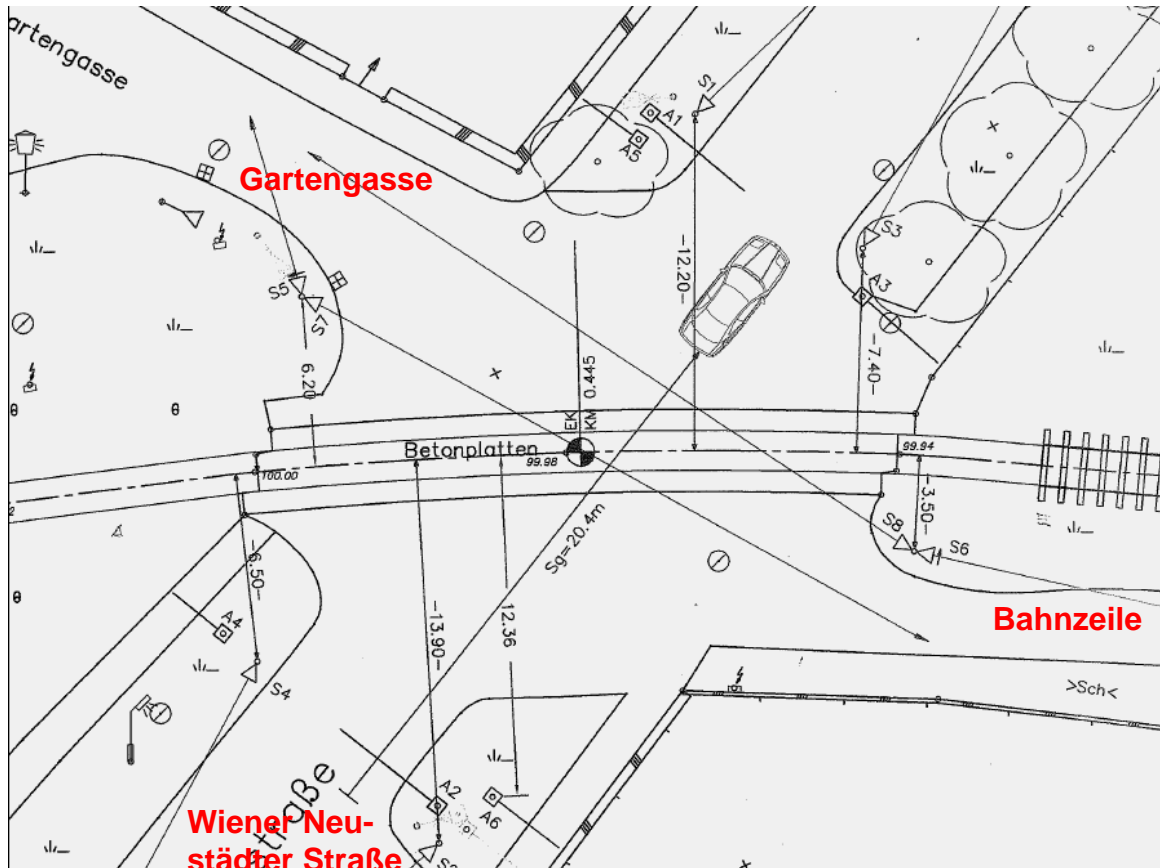 artengasse
Gartengasse
S1
A1
A5
-12.20-
S3
A3
-7.40-
S5
S7
6.20
EK
KM 0.445
Betonplatten
99.98
99.94
100.00
-3.50-
S8
S6
Sg=20.4m
-6.50-
-13.90-
12.36
A4
S4
Bahnzeile
>Sch<
A2
A6
straße
Wiener Neu-
städter Straße